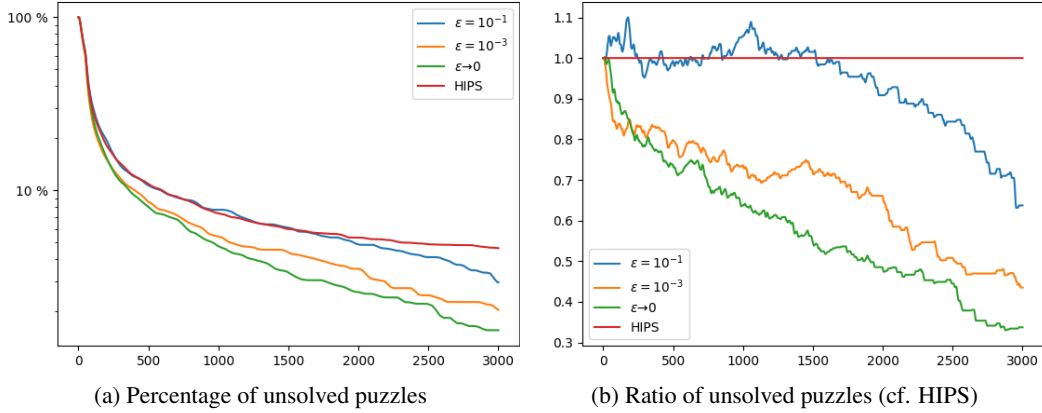 100 %
10 %
0 500 1000 1500 2000 2500 3000
ε = 10⁻¹
ε = 10⁻³
ε→0
HIPS
(a) Percentage of unsolved puzzles
1.1
1.0
0.9
0.8
0.7
0.6
0.5
0.4
0.3
0 500 1000 1500 2000 2500 3000
ε = 10⁻¹
ε = 10⁻³
ε→0
HIPS
(b) Ratio of unsolved puzzles (cf. HIPS)